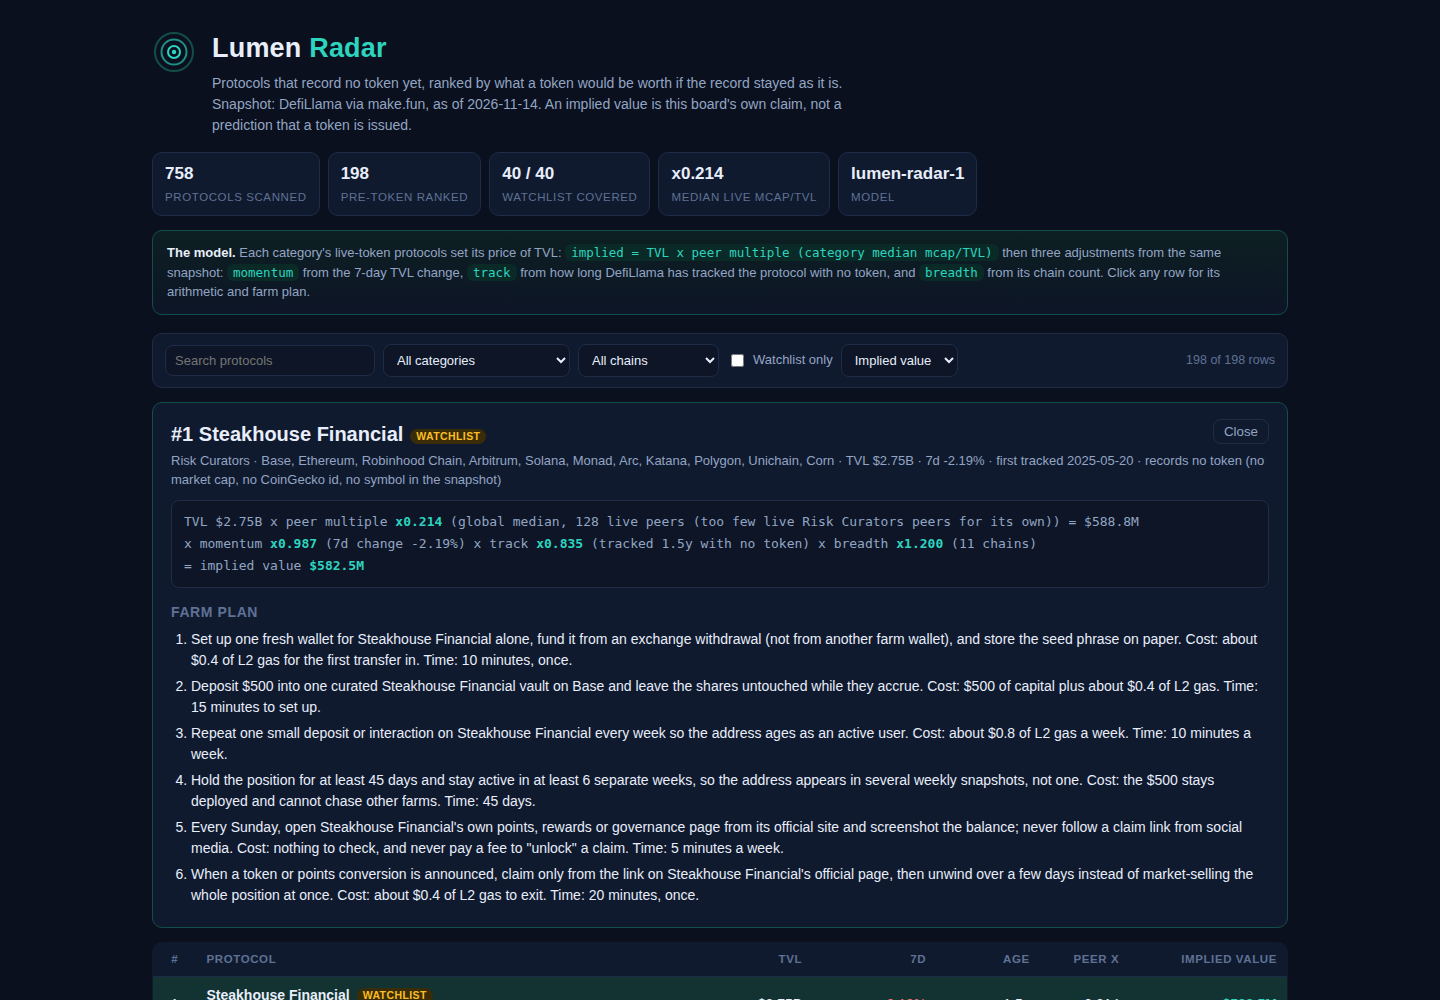 Lumen Radar
Protocols that record no token yet, ranked by what a token would be worth if the record stayed as it is.
Snapshot: DefiLlama via make.fun, as of 2026-11-14. An implied value is this board's own claim, not a
prediction that a token is issued.
758
PROTOCOLS SCANNED
198
PRE-TOKEN RANKED
40 / 40
WATCHLIST COVERED
x0.214
MEDIAN LIVE MCAP/TVL
lumen-radar-1
MODEL
The model. Each category's live-token protocols set its price of TVL: implied = TVL x peer multiple (category median mcap/TVL) then three adjustments from the same
snapshot: momentum from the 7-day TVL change, track from how long DefiLlama has tracked the protocol with no token, and breadth from its chain count. Click any row for its
arithmetic and farm plan.
Search protocols
All categories
All chains
Watchlist only
Implied value
198 of 198 rows
#1 Steakhouse Financial WATCHLIST
Close
Risk Curators · Base, Ethereum, Robinhood Chain, Arbitrum, Solana, Monad, Arc, Katana, Polygon, Unichain, Corn · TVL $2.75B · 7d -2.19% · first tracked 2025-05-20 · records no token (no
market cap, no CoinGecko id, no symbol in the snapshot)
TVL $2.75B x peer multiple x0.214 (global median, 128 live peers (too few live Risk Curators peers for its own)) = $588.8M
x momentum x0.987 (7d change -2.19%) x track x0.835 (tracked 1.5y with no token) x breadth x1.200 (11 chains)
= implied value $582.5M
FARM PLAN
1. Set up one fresh wallet for Steakhouse Financial alone, fund it from an exchange withdrawal (not from another farm wallet), and store the seed phrase on paper. Cost: about
$0.4 of L2 gas for the first transfer in. Time: 10 minutes, once.
2. Deposit $500 into one curated Steakhouse Financial vault on Base and leave the shares untouched while they accrue. Cost: $500 of capital plus about $0.4 of L2 gas. Time:
15 minutes to set up.
3. Repeat one small deposit or interaction on Steakhouse Financial every week so the address ages as an active user. Cost: about $0.8 of L2 gas a week. Time: 10 minutes a
week.
4. Hold the position for at least 45 days and stay active in at least 6 separate weeks, so the address appears in several weekly snapshots, not one. Cost: the $500 stays
deployed and cannot chase other farms. Time: 45 days.
5. Every Sunday, open Steakhouse Financial's own points, rewards or governance page from its official site and screenshot the balance; never follow a claim link from social
media. Cost: nothing to check, and never pay a fee to "unlock" a claim. Time: 5 minutes a week.
6. When a token or points conversion is announced, claim only from the link on Steakhouse Financial's official page, then unwind over a few days instead of market-selling the
whole position at once. Cost: about $0.4 of L2 gas to exit. Time: 20 minutes, once.
# PROTOCOL TVL 7D AGE PEER X IMPLIED VALUE
Steakhouse Financial WATCHLIST